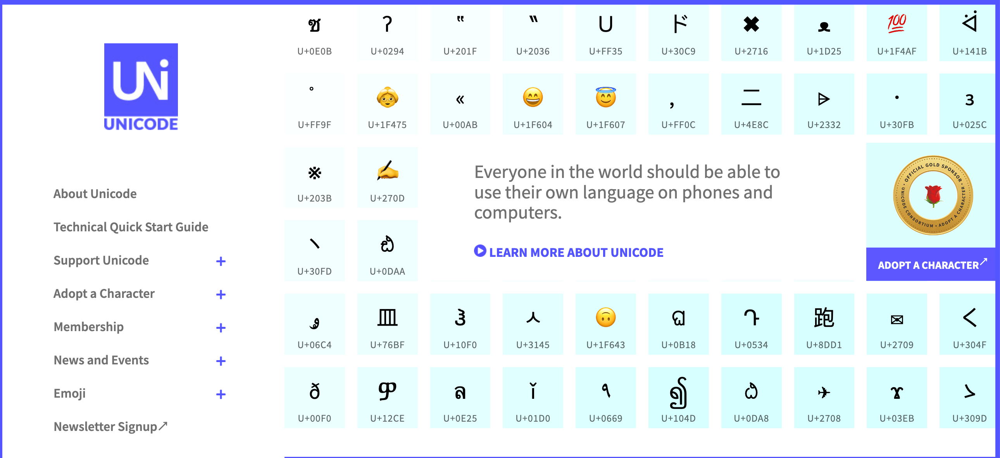 UNi
UNICODE
About Unicode
Technical Quick Start Guide
Support Unicode +
Adopt a Character +
Membership +
News and Events +
Emoji +
Newsletter Signup↗
ซ ʔ ‟ ‶ Ｕ ド ✖ ᴥ 💯 ᐛ
U+0E0B U+0294 U+201F U+2036 U+FF35 U+30C9 U+2716 U+1D25 U+1F4AF U+141B
ﾟ 👵 « 😄 😇 ， 二 ⌲ ・ ɜ
U+FF9F U+1F475 U+00AB U+1F604 U+1F607 U+FF0C U+4E8C U+2332 U+30FB U+025C
※ ✍
U+203B U+270D
ヽ ඪ
U+30FD U+0DAA
Everyone in the world should be able to
use their own language on phones and
computers.
LEARN MORE ABOUT UNICODE
• OFFICIAL GOLD SPONSOR •
UNICODE CONSORTIUM • ADOPT A CHARACTER
ADOPT A CHARACTER↗
ۄ 皿 ჰ ㅅ 🙃 ଘ Դ 跑 ✉ く
U+06C4 U+76BF U+10F0 U+3145 U+1F643 U+0B18 U+0534 U+8DD1 U+2709 U+304F
ð ዎ ล ǐ ٩ ၍ ඨ ✈ ϫ ゝ
U+00F0 U+12CE U+0E25 U+01D0 U+0669 U+104D U+0DA8 U+2708 U+03EB U+309D